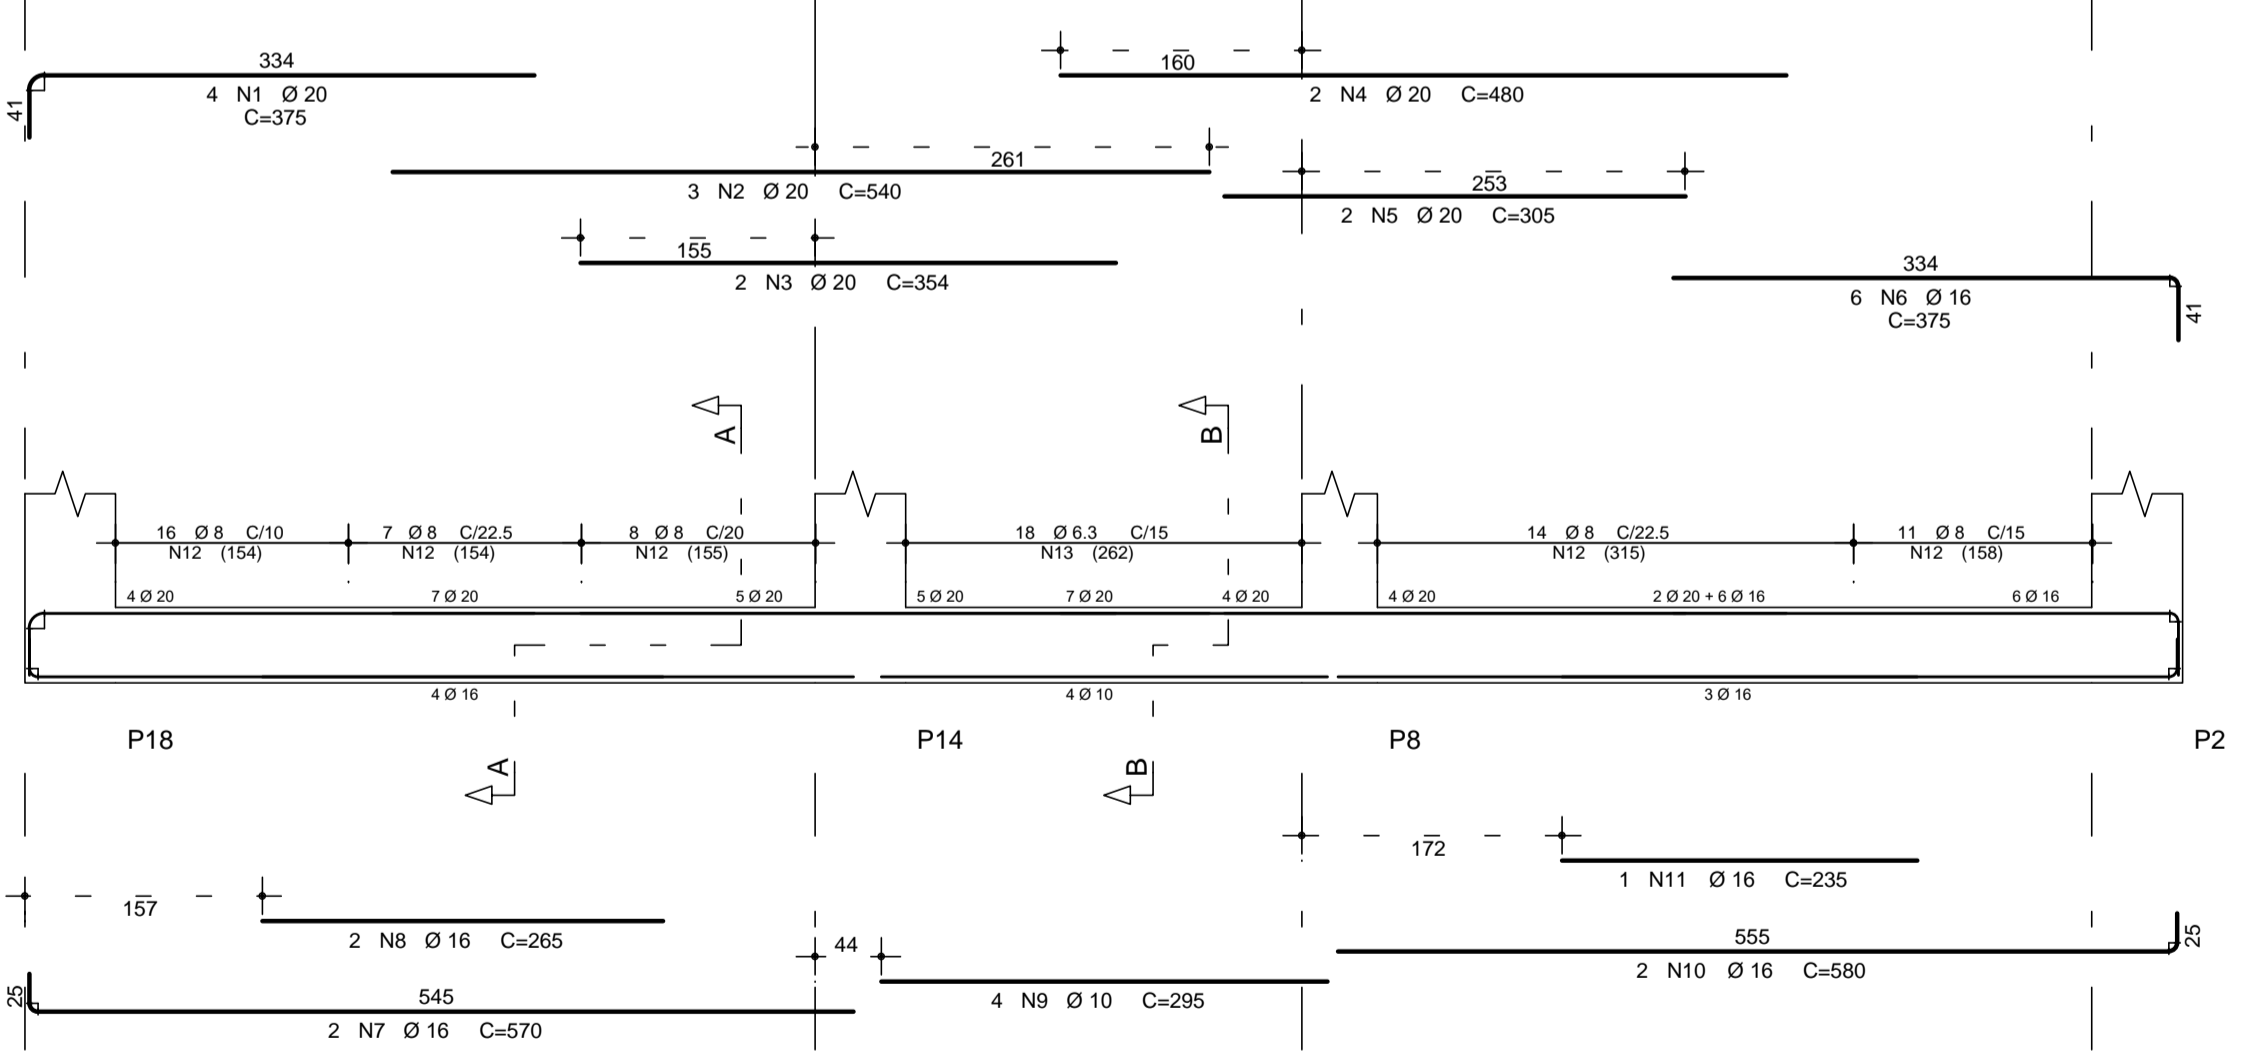 334
41
4 N1 Ø 20
C=375
160
2 N4 Ø 20 C=480
261
3 N2 Ø 20 C=540
253
2 N5 Ø 20 C=305
155
2 N3 Ø 20 C=354
334
6 N6 Ø 16
C=375
41
A
B
16 Ø 8 C/10
N12 (154)
7 Ø 8 C/22.5
N12 (154)
8 Ø 8 C/20
N12 (155)
18 Ø 6.3 C/15
N13 (262)
14 Ø 8 C/22.5
N12 (315)
11 Ø 8 C/15
N12 (158)
4 Ø 20
7 Ø 20
5 Ø 20
5 Ø 20
7 Ø 20
4 Ø 20
4 Ø 20
2 Ø 20 + 6 Ø 16
6 Ø 16
4 Ø 16
4 Ø 10
3 Ø 16
P18
P14
P8
P2
A
B
172
1 N11 Ø 16 C=235
157
2 N8 Ø 16 C=265
44
4 N9 Ø 10 C=295
555
25
2 N10 Ø 16 C=580
25
545
2 N7 Ø 16 C=570